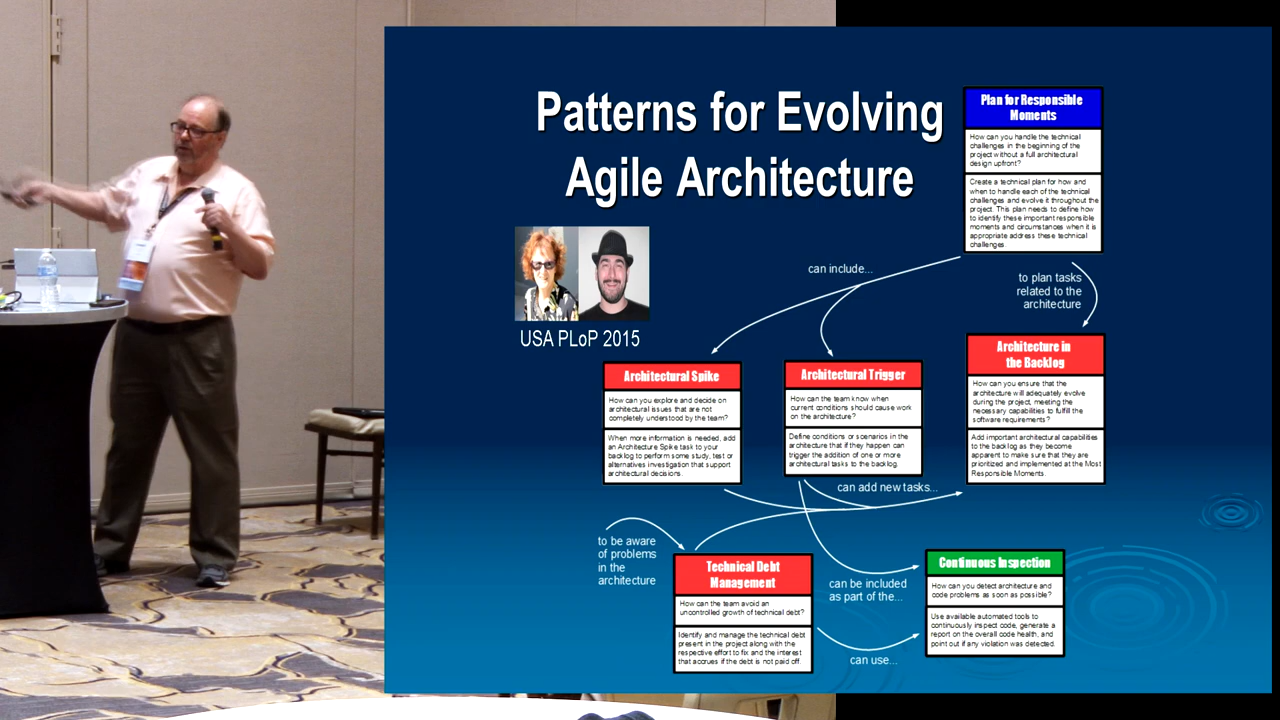 Patterns for Evolving
Agile Architecture
USA PLoP 2015
Plan for Responsible
Moments
How can you handle the technical
challenges in the beginning of the
project without a full architectural
design upfront?
Create a technical plan for how and
when to handle each of the technical
challenges and evolve it throughout the
project. This plan needs to define how
to identify these important responsible
moments and circumstances when it is
appropriate address these technical
challenges.
can include...
to plan tasks
related to the
architecture
Architectural Spike
How can you explore and decide on
architectural issues that are not
completely understood by the team?
When more information is needed, add
an Architecture Spike task to your
backlog to perform some study, test or
alternatives investigation that support
architectural decisions.
Architectural Trigger
How can the team know when
current conditions should cause work
on the architecture?
Define conditions or scenarios in the
architecture that if they happen can
trigger the addition of one or more
architectural tasks to the backlog.
Architecture in
the Backlog
How can you ensure that the
architecture will adequately evolve
during the project, meeting the
necessary capabilities to fulfill the
software requirements?
Add important architectural capabilities
to the backlog as they become
apparent to make sure that they are
prioritized and implemented at the Most
Responsible Moments.
can add new tasks...
to be aware
of problems
in the
architecture
Technical Debt
Management
How can the team avoid an
uncontrolled growth of technical debt?
Identify and manage the technical debt
present in the project along with the
respective effort to fix and the interest
that accrues if the debt is not paid off.
can be included
as part of the...
can use...
Continuous Inspection
How can you detect architecture and
code problems as soon as possible?
Use available automated tools to
continuously inspect code, generate a
report on the overall code health, and
point out if any violation was detected.